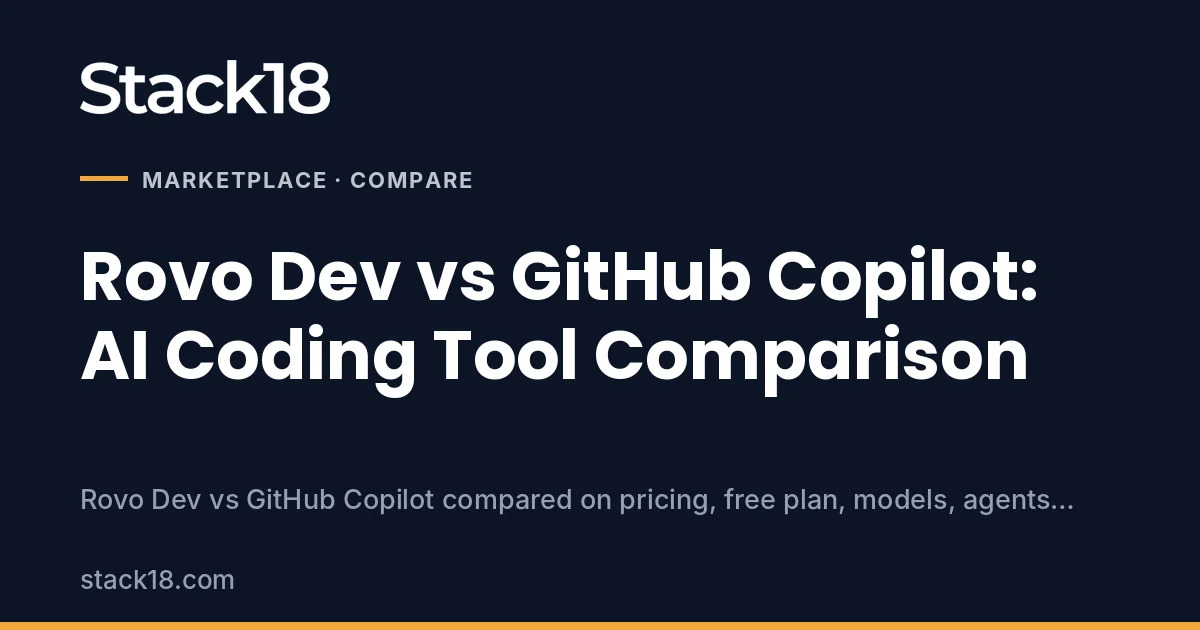 Stack18
MARKETPLACE · COMPARE
Rovo Dev vs GitHub Copilot:
AI Coding Tool Comparison
Rovo Dev vs GitHub Copilot compared on pricing, free plan, models, agents...
stack18.com